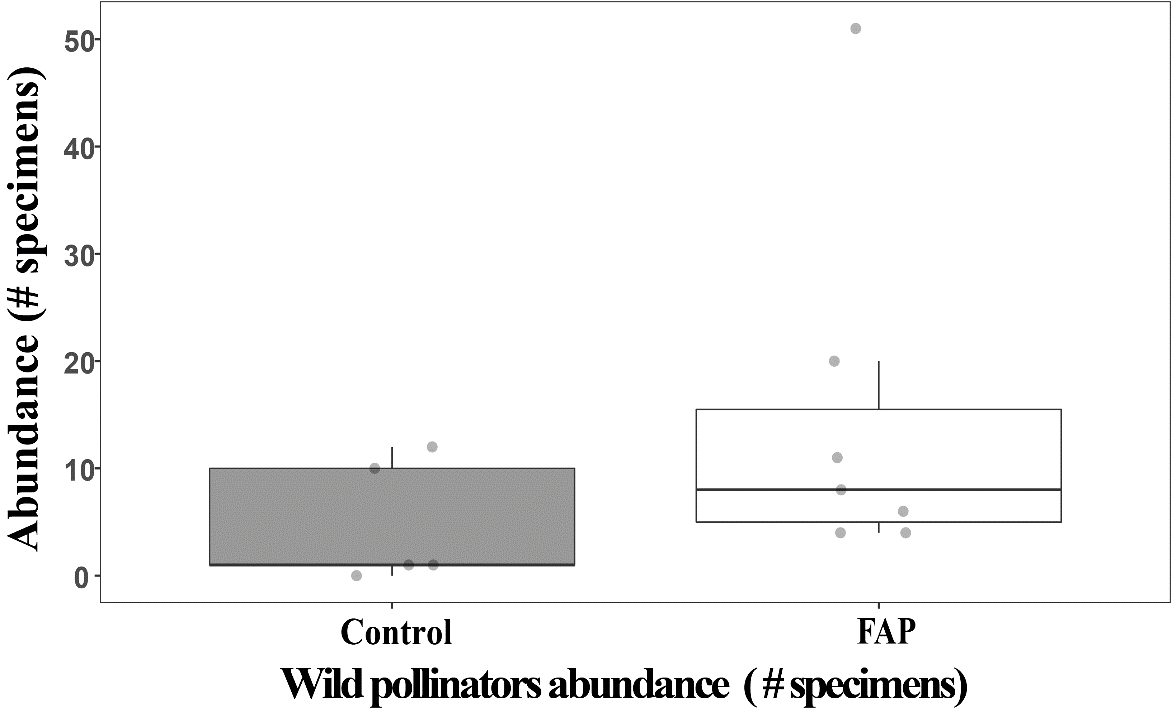 Abundance (# specimens)
50
40
30
20
10
0
Control FAP
Wild pollinators abundance ( # specimens)